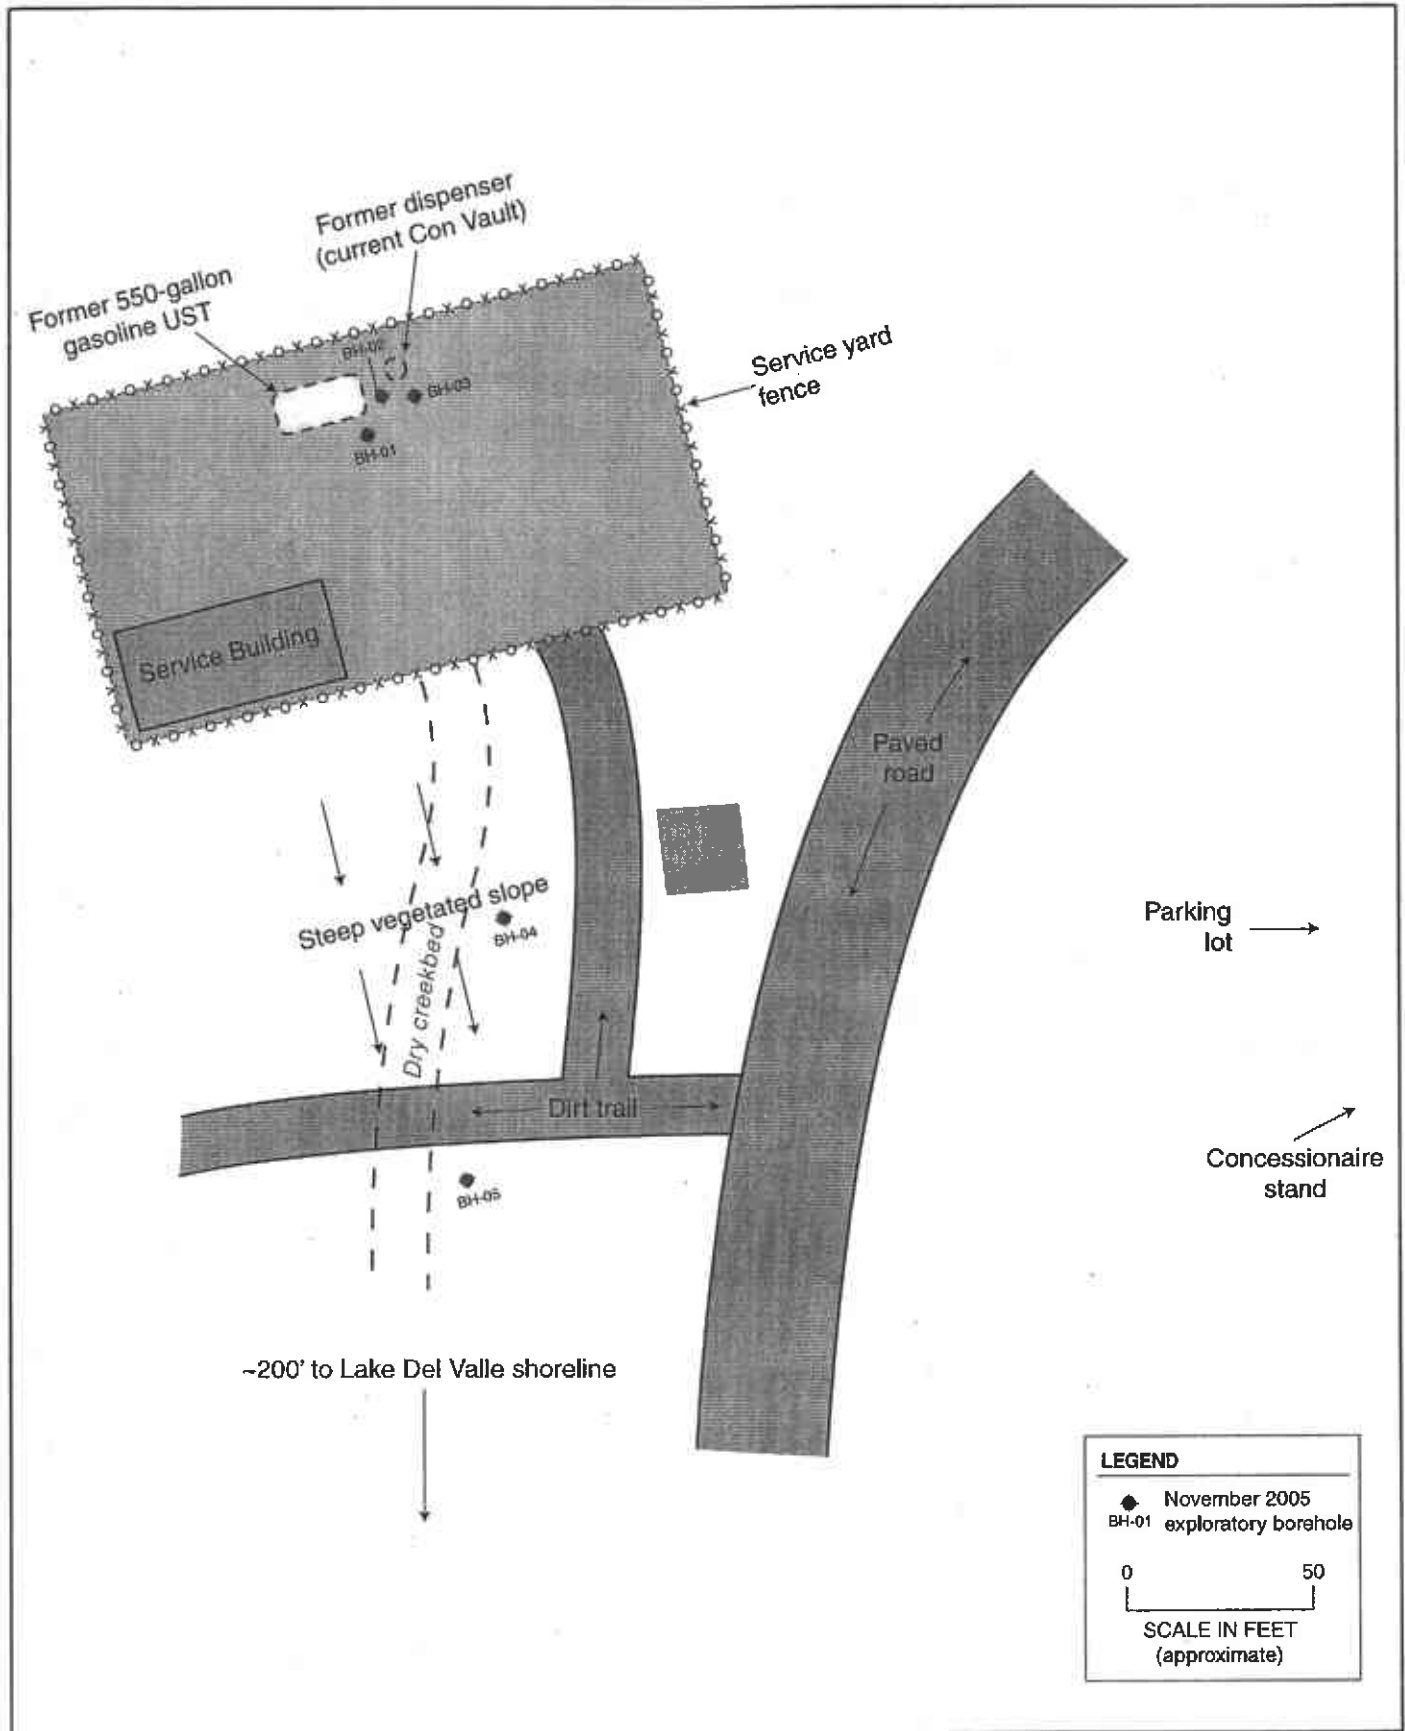 Former dispenser
(current Con Vault)
Former 550-gallon
gasoline UST
BH-02
BH-03
BH-01
Service yard
fence
Service Building
Paved
road
Steep vegetated slope
BH-04
Dry creekbed
Parking
lot
Dirt trail
Concessionaire
stand
BH-05
~200' to Lake Del Valle shoreline
LEGEND
BH-01
November 2005
exploratory borehole
0 50
SCALE IN FEET
(approximate)